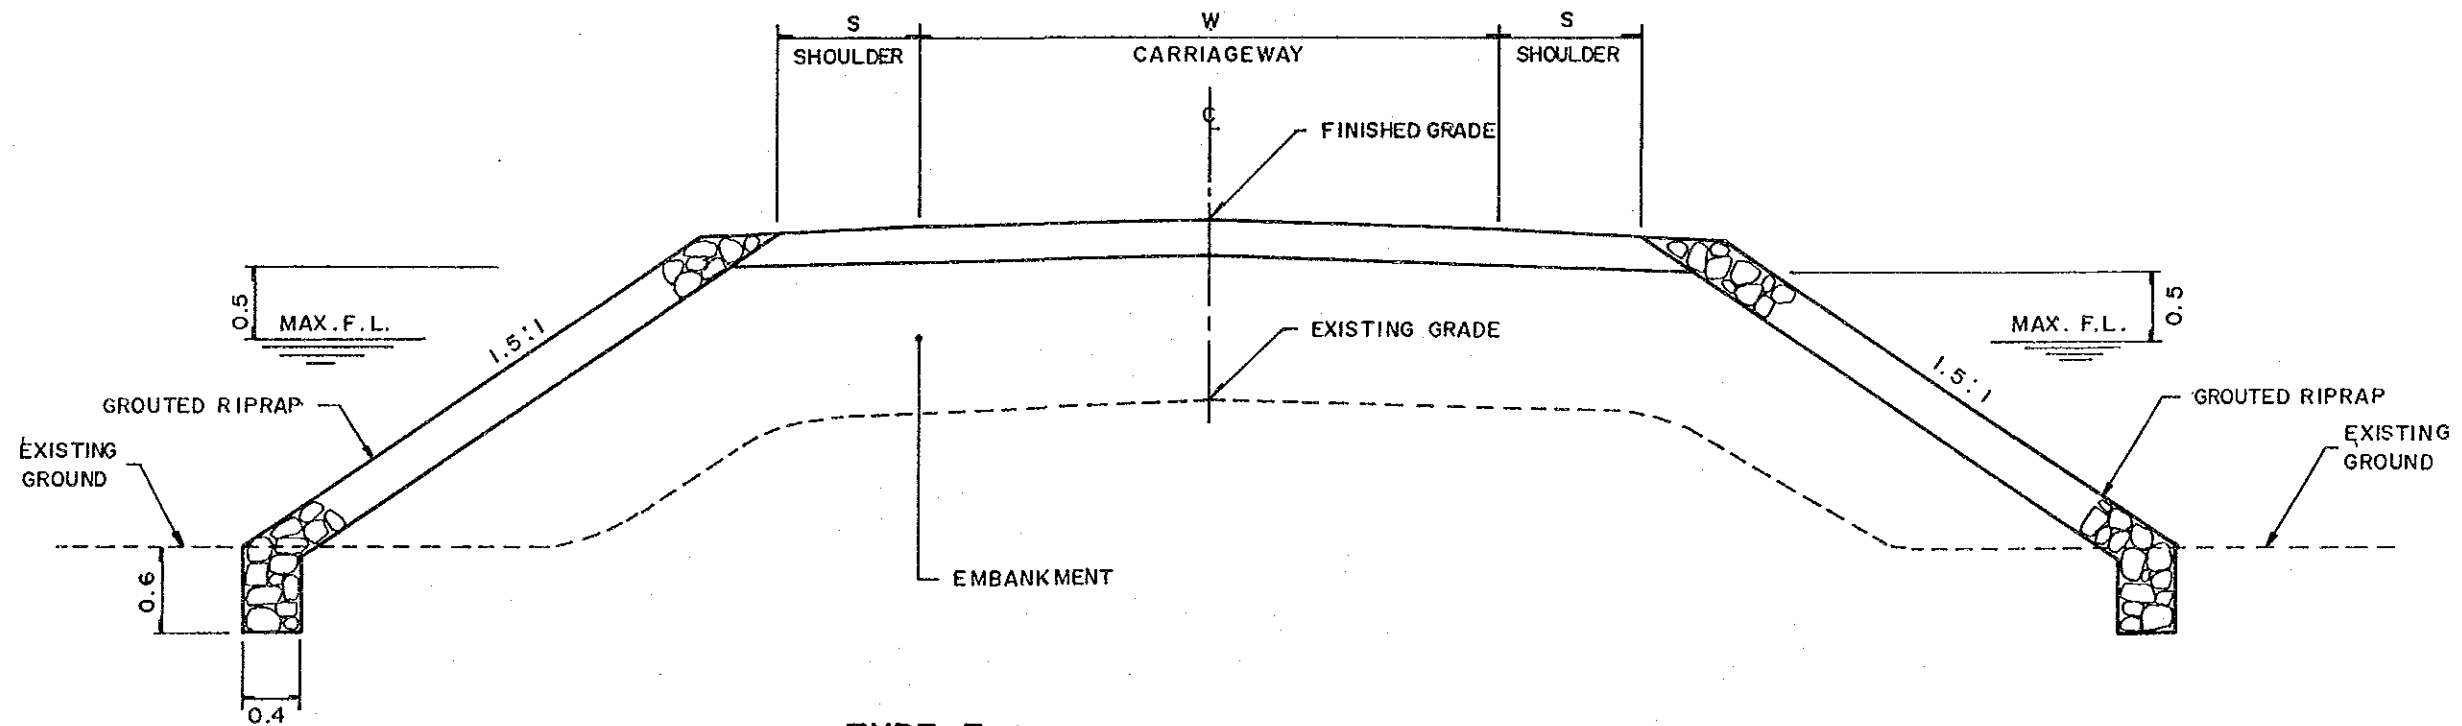 S W S
SHOULDER CARRIAGEWAY SHOULDER
℄
FINISHED GRADE
0.5
MAX. F.L.
1.5:1
EXISTING GRADE
0.5
MAX. F.L.
1.5:1
GROUTED RIPRAP
GROUTED RIPRAP
EXISTING
GROUND
EXISTING
GROUND
0.6
EMBANKMENT
0.4